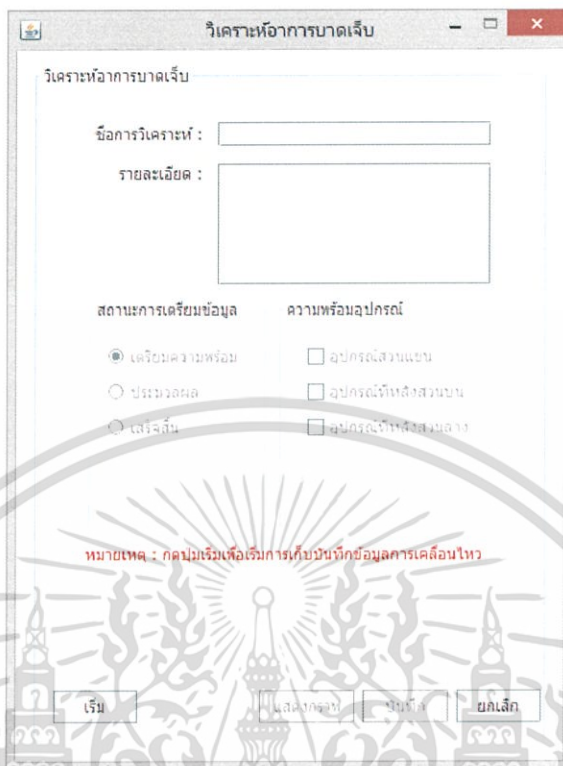 วิเคราะห์อาการบาดเจ็บ
วิเคราะห์อาการบาดเจ็บ
ชื่อการวิเคราะห์ :
รายละเอียด :
สถานะการเตรียมข้อมูล ความพร้อมอุปกรณ์
เตรียมความพร้อม อุปกรณ์ส่วนแขน
ประมวลผล อุปกรณ์ที่หลังส่วนบน
เสร็จสิ้น อุปกรณ์ที่หลังส่วนล่าง
หมายเหตุ : กดปุ่มเริ่มเพื่อเริ่มการเก็บบันทึกข้อมูลการเคลื่อนไหว
เริ่ม แสดงกราฟ บันทึก ยกเลิก